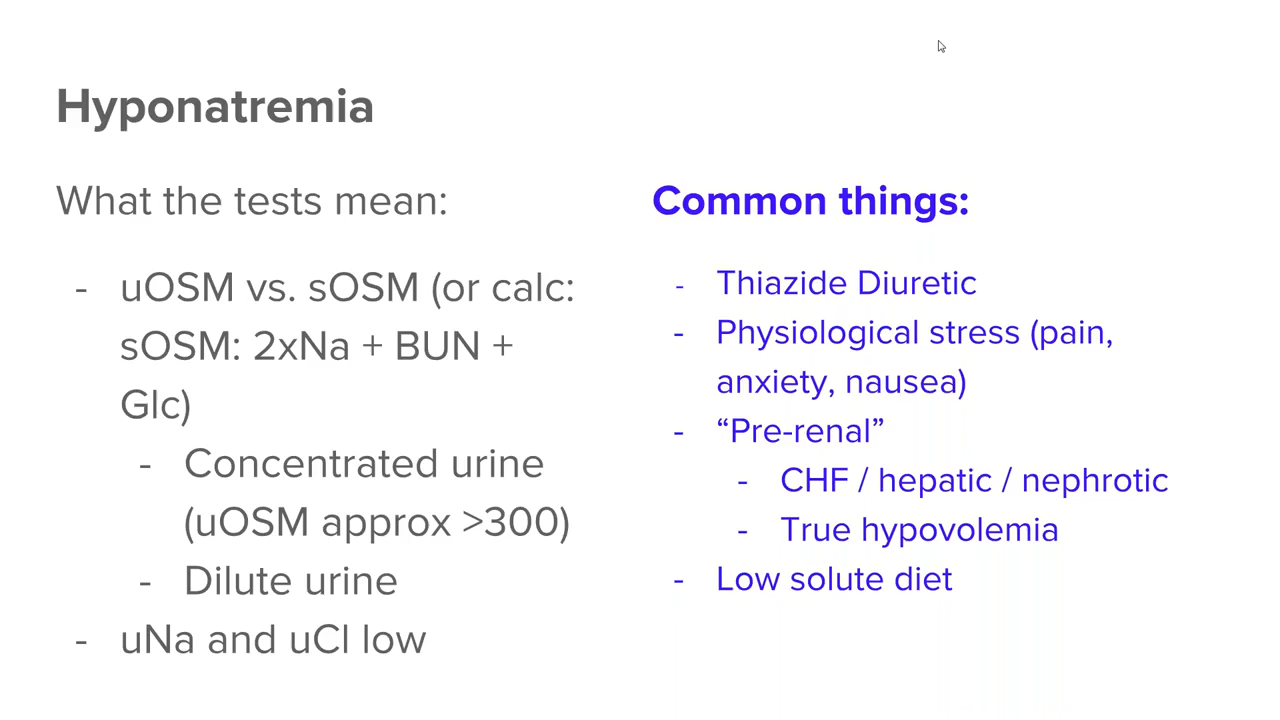 Hyponatremia
What the tests mean:
- uOSM vs. sOSM (or calc:
sOSM: 2xNa + BUN +
Glc)
- Concentrated urine
(uOSM approx >300)
- Dilute urine
- uNa and uCl low
Common things:
- Thiazide Diuretic
- Physiological stress (pain,
anxiety, nausea)
- “Pre-renal”
- CHF / hepatic / nephrotic
- True hypovolemia
- Low solute diet